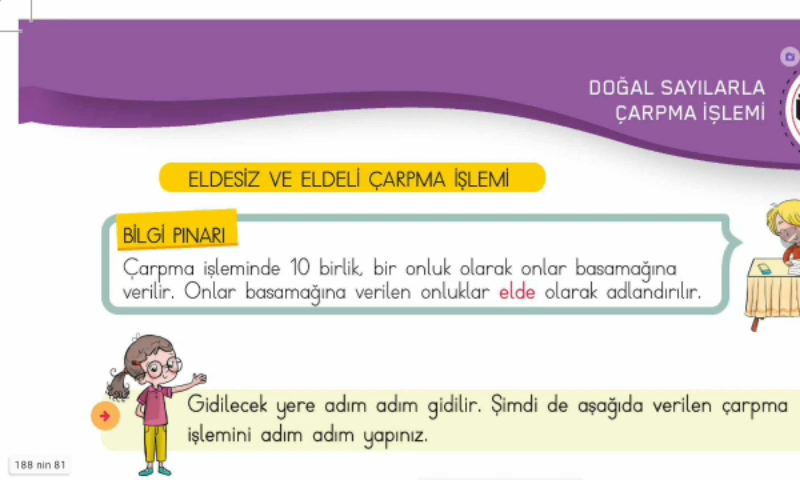 DOĞAL SAYILARLA
ÇARPMA İŞLEMİ
ELDESİZ VE ELDELİ ÇARPMA İŞLEMİ
BİLGİ PINARI
Çarpma işleminde 10 birlik, bir onluk olarak onlar basamağına
verilir. Onlar basamağına verilen onluklar elde olarak adlandırılır.
Gidilecek yere adım adım gidilir. Şimdi de aşağıda verilen çarpma
işlemini adım adım yapınız.
188 nin 81